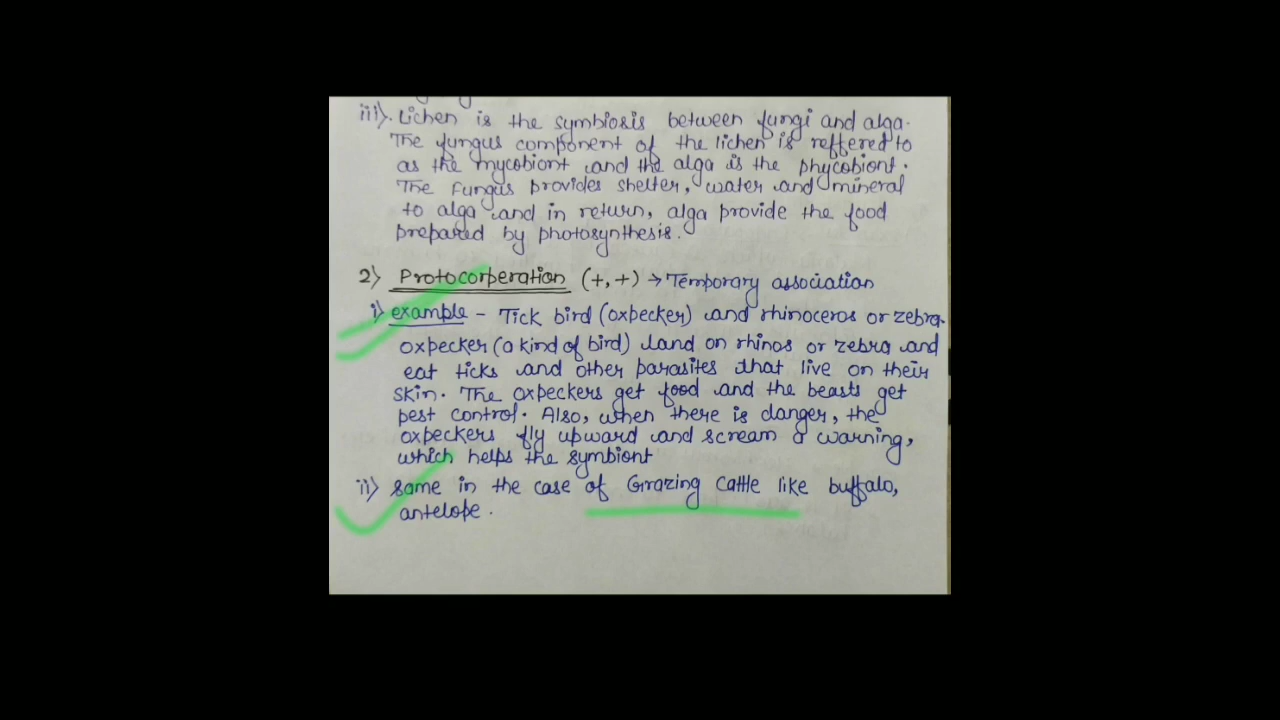 iii). Lichen is the symbiosis between fungi and alga.
The fungus component of the lichen is reffered to
as the mycobiont and the alga is the phycobiont.
The Fungus provides shelter, water and mineral
to alga and in return, alga provide the food
prepared by photosynthesis.
2) Protocorperation (+,+) → Temporary association
i) example - Tick bird (oxpecker) and rhinoceros or zebra.
oxpecker (a kind of bird) land on rhinos or zebra and
eat ticks and other parasites that live on their
skin. The oxpeckers get food and the beasts get
pest control. Also, when there is danger, the
oxpeckers fly upward and scream a warning,
which helps the symbiont
ii) same in the case of Grazing cattle like buffalo,
antelope.